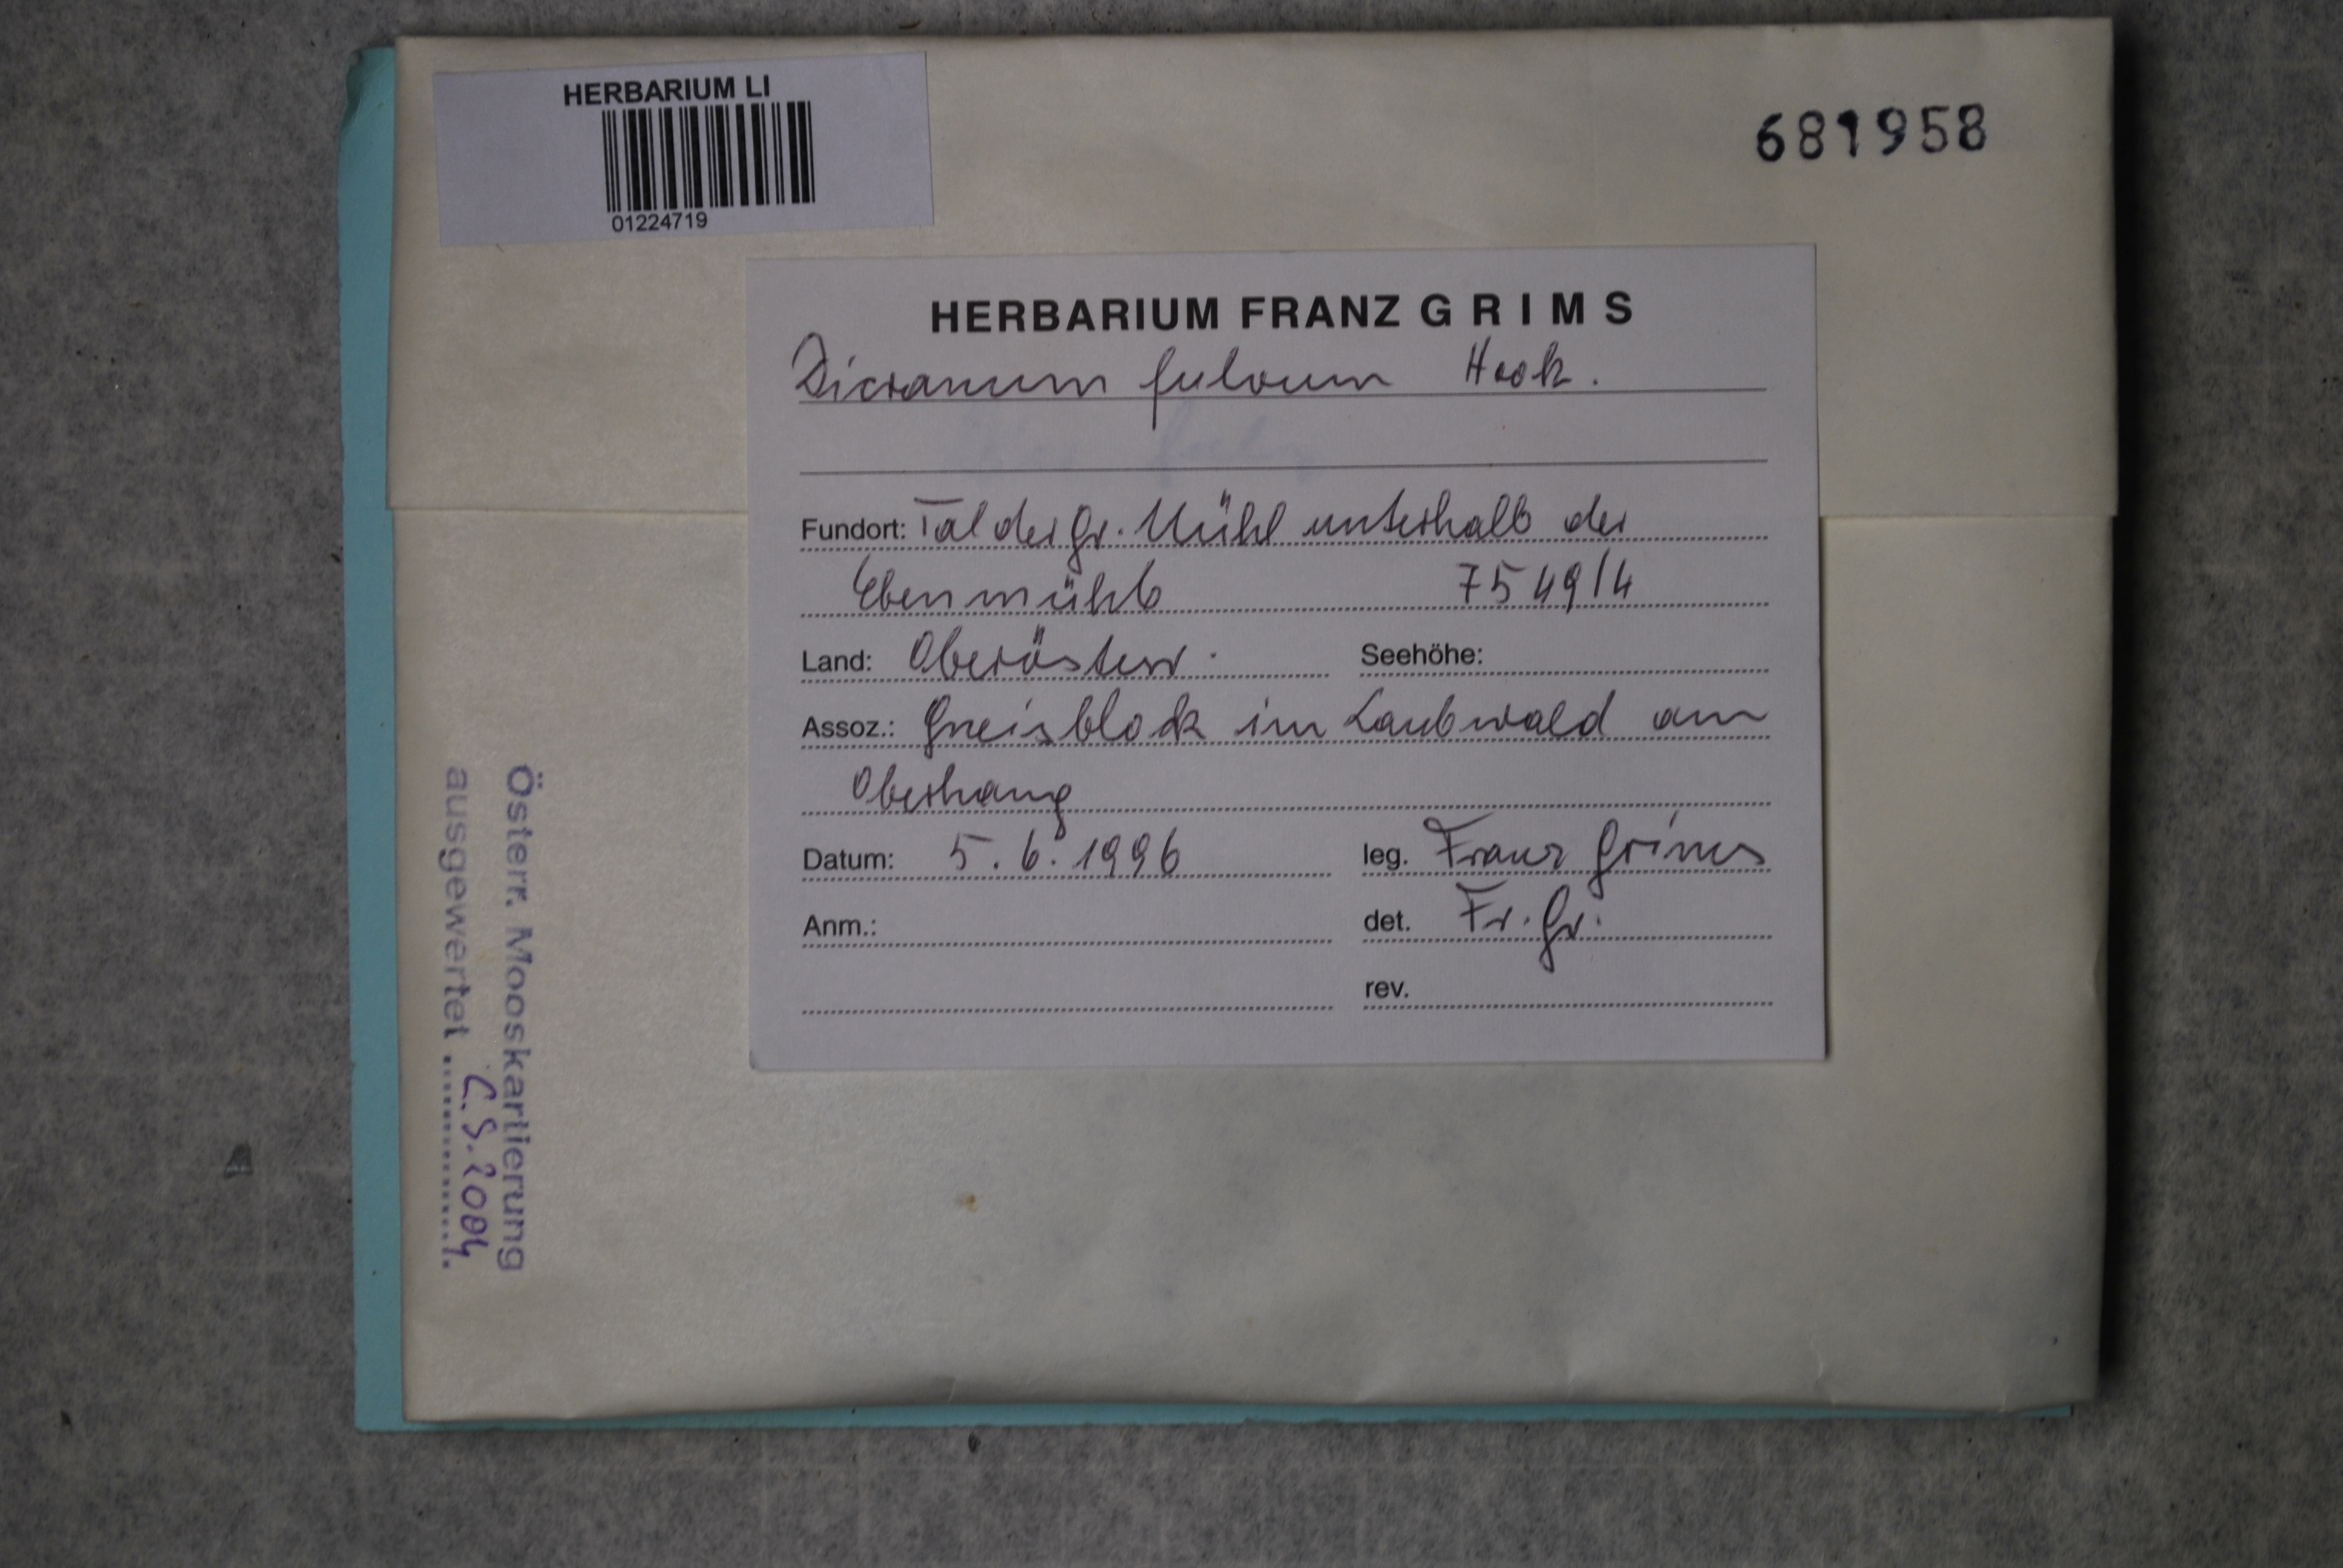 HERBARIUM LI
01224719
681958
HERBARIUM FRANZ GRIMS
Dicranum fulvum Hook.
Fundort: Tal der Gr. Mühl unterhalb der
Ebenmühle 7549/4
Land: Oberösterr. Seehöhe:
Assoz.: Gneisblock im Laubwald am
Oberhang
Datum: 5.6.1996 leg. Franz Grims
Anm.: det. Fr. Gr.
rev.
Österr. Mooskartierung
ausgewertet C.S. 2004